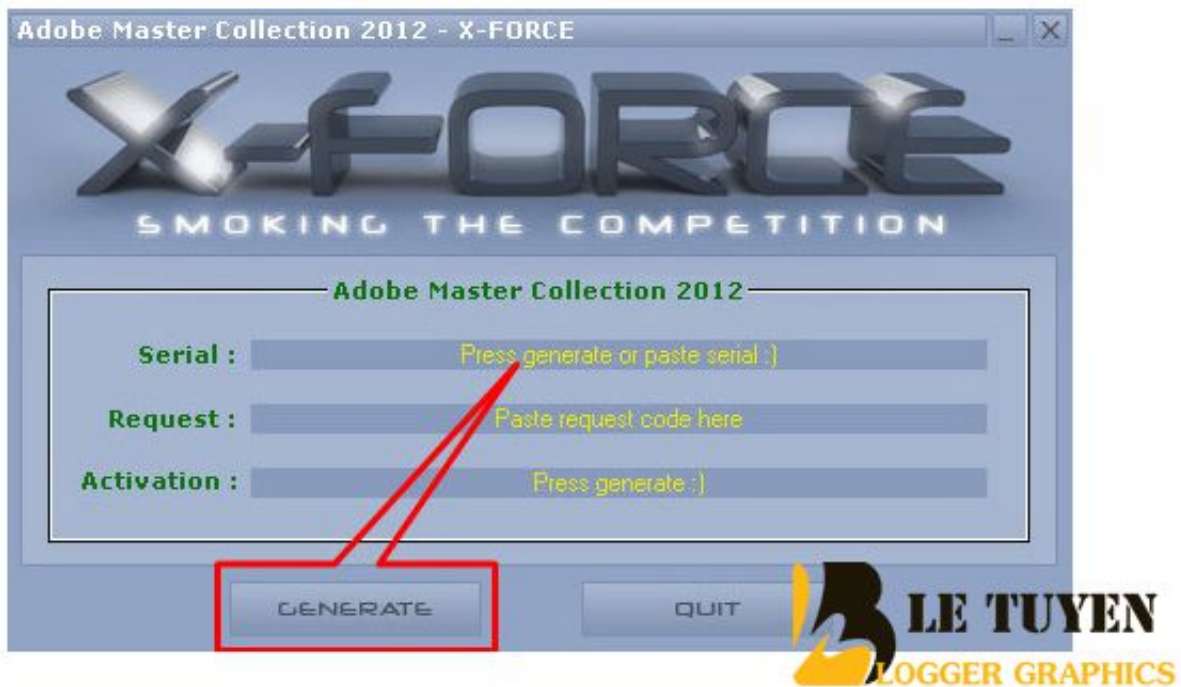 Adobe Master Collection 2012 - X-FORCE
X-FORCE
SMOKING THE COMPETITION
Adobe Master Collection 2012
Serial : Press generate or paste serial :)
Request : Paste request code here
Activation : Press generate :)
GENERATE QUIT
LE TUYEN
LOGGER GRAPHICS